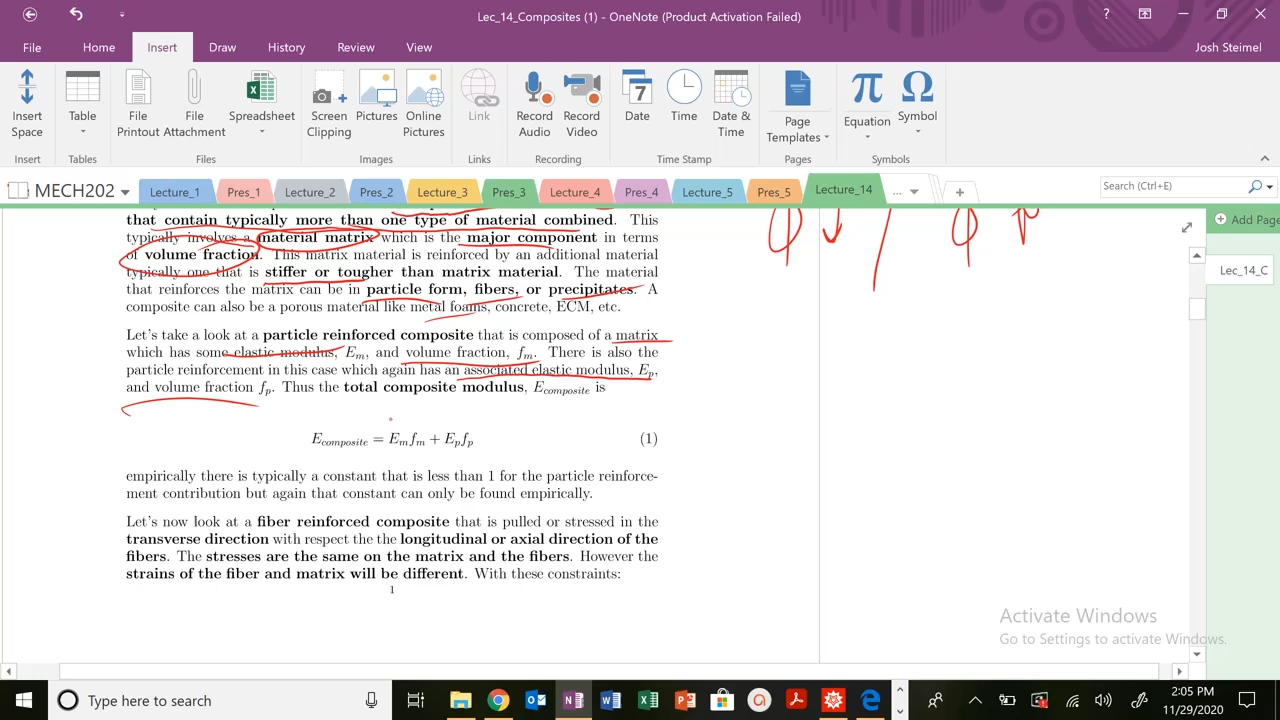 Lec_14_Composites (1) - OneNote (Product Activation Failed)
?
File Home Insert Draw History Review View
Josh Steimel
Insert Space
Table
File Printout
File Attachment
Spreadsheet
Screen Clipping
Pictures
Online Pictures
Link
Record Audio
Record Video
7
Date
Time
Date & Time
Page Templates
π
Equation
Ω
Symbol
Insert Tables Files Images Links Recording Time Stamp Pages Symbols
MECH202 Lecture_1 Pres_1 Lecture_2 Pres_2 Lecture_3 Pres_3 Lecture_4 Pres_4 Lecture_5 Pres_5 Lecture_14 ... +
Search (Ctrl+E)
Add Page
Lec_14_C
that contain typically more than one type of material combined. This
typically involves a material matrix which is the major component in terms
of volume fraction. This matrix material is reinforced by an additional material
typically one that is stiffer or tougher than matrix material. The material
that reinforces the matrix can be in particle form, fibers, or precipitates. A
composite can also be a porous material like metal foams, concrete, ECM, etc.
Let's take a look at a particle reinforced composite that is composed of a matrix
which has some elastic modulus, Em, and volume fraction, fm. There is also the
particle reinforcement in this case which again has an associated elastic modulus, Ep,
and volume fraction fp. Thus the total composite modulus, Ecomposite is
Ecomposite = Emfm + Epfp (1)
empirically there is typically a constant that is less than 1 for the particle reinforce-
ment contribution but again that constant can only be found empirically.
Let's now look at a fiber reinforced composite that is pulled or stressed in the
transverse direction with respect the the longitudinal or axial direction of the
fibers. The stresses are the same on the matrix and the fibers. However the
strains of the fiber and matrix will be different. With these constraints:
1
ϕ ↓ / ϕ ↑
Activate Windows
Go to Settings to activate Windows.
Type here to search
2:05 PM
11/29/2020